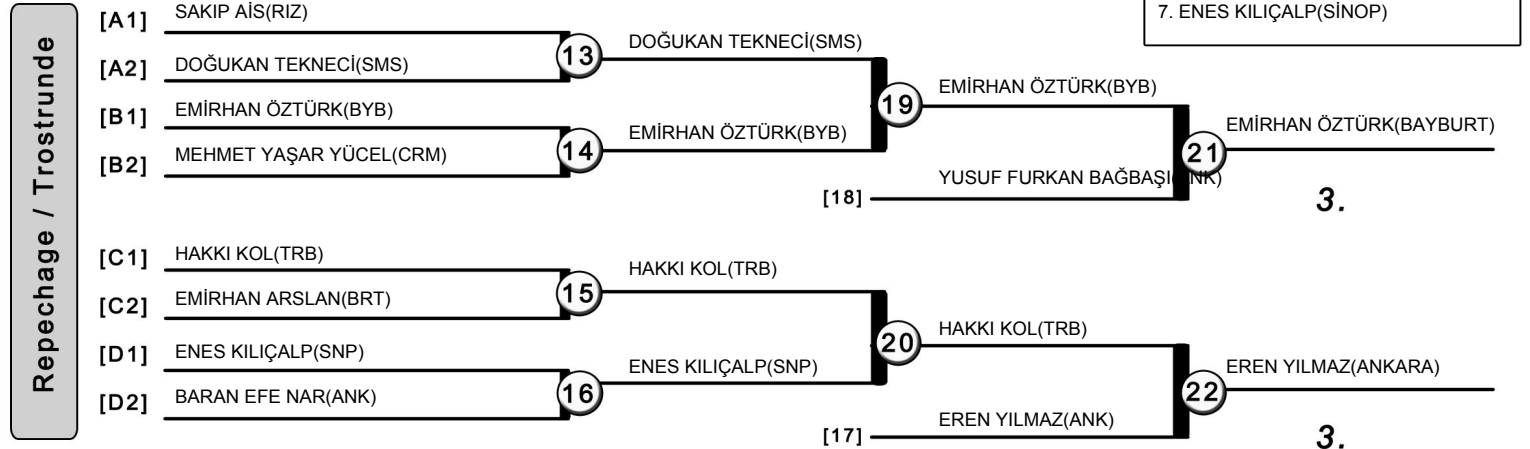 Repechage / Trostrunde
7. ENES KILIÇALP(SİNOP)
[A1] SAKIP AİS(RIZ)
[A2] DOĞUKAN TEKNECİ(SMS)
13
DOĞUKAN TEKNECİ(SMS)
[B1] EMİRHAN ÖZTÜRK(BYB)
[B2] MEHMET YAŞAR YÜCEL(CRM)
14
EMİRHAN ÖZTÜRK(BYB)
19
EMİRHAN ÖZTÜRK(BYB)
[18] YUSUF FURKAN BAĞBAŞI(ANK)
21
EMİRHAN ÖZTÜRK(BAYBURT)
3.
[C1] HAKKI KOL(TRB)
[C2] EMİRHAN ARSLAN(BRT)
15
HAKKI KOL(TRB)
[D1] ENES KILIÇALP(SNP)
[D2] BARAN EFE NAR(ANK)
16
ENES KILIÇALP(SNP)
20
HAKKI KOL(TRB)
[17] EREN YILMAZ(ANK)
22
EREN YILMAZ(ANKARA)
3.